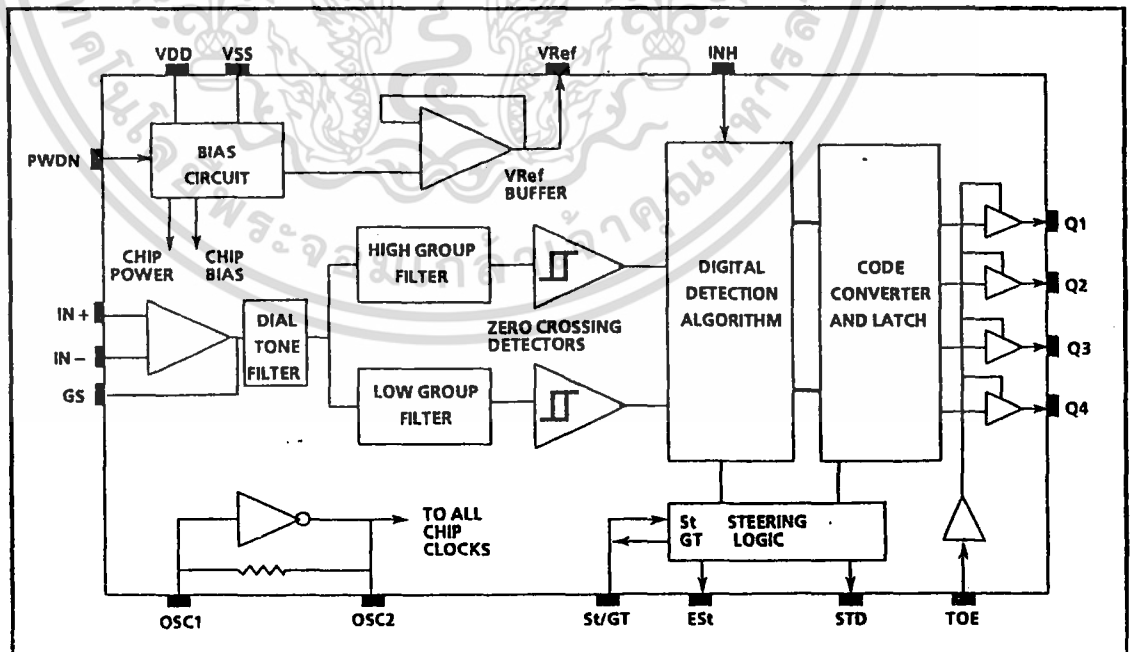 VDD VSS VRef INH
PWDN
BIAS
CIRCUIT
VRef
BUFFER
CHIP
POWER
CHIP
BIAS
HIGH GROUP
FILTER
DIGITAL
DETECTION
ALGORITHM
CODE
CONVERTER
AND LATCH
Q1
Q2
Q3
Q4
IN +
IN −
GS
DIAL
TONE
FILTER
ZERO CROSSING
DETECTORS
LOW GROUP
FILTER
TO ALL
CHIP
CLOCKS
St STEERING
GT LOGIC
OSC1 OSC2 St/GT ESt STD TOE